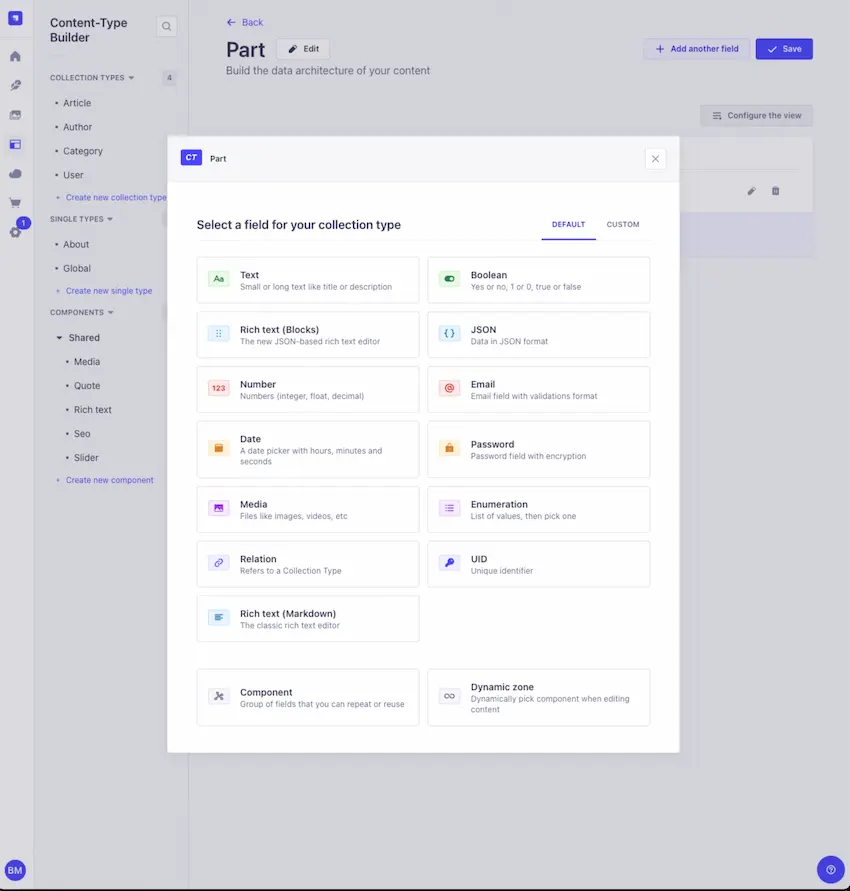 Content-Type
Builder
COLLECTION TYPES
4
Article
Author
Category
User
Create new collection type
SINGLE TYPES
About
Global
Create new single type
COMPONENTS
Shared
Media
Quote
Rich text
Seo
Slider
Create new component
1
BM
Back
Part
Edit
Add another field
Save
Build the data architecture of your content
Configure the view
CT Part
Select a field for your collection type
DEFAULT
CUSTOM
Aa
Text
Small or long text like title or description
Boolean
Yes or no, 1 or 0, true or false
Rich text (Blocks)
The new JSON-based rich text editor
JSON
Data in JSON format
123
Number
Numbers (integer, float, decimal)
Email
Email field with validations format
Date
A date picker with hours, minutes and
seconds
Password
Password field with encryption
Media
Files like images, videos, etc
Enumeration
List of values, then pick one
Relation
Refers to a Collection Type
UID
Unique identifier
Rich text (Markdown)
The classic rich text editor
Component
Group of fields that you can repeat or reuse
Dynamic zone
Dynamically pick component when editing
content